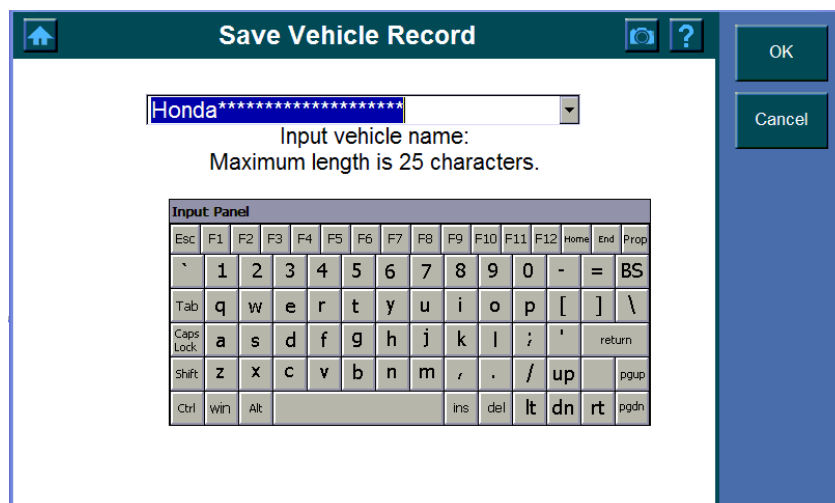 Save Vehicle Record
?
OK
Cancel
Honda********************
Input vehicle name:
Maximum length is 25 characters.
Input Panel
Esc F1 F2 F3 F4 F5 F6 F7 F8 F9 F10 F11 F12 Home End Prop
` 1 2 3 4 5 6 7 8 9 0 - = BS
Tab q w e r t y u i o p [ ] \
Caps Lock a s d f g h j k l ; ' return
Shift z x c v b n m , . / up pgup
Ctrl win Alt ins del lt dn rt pgdn